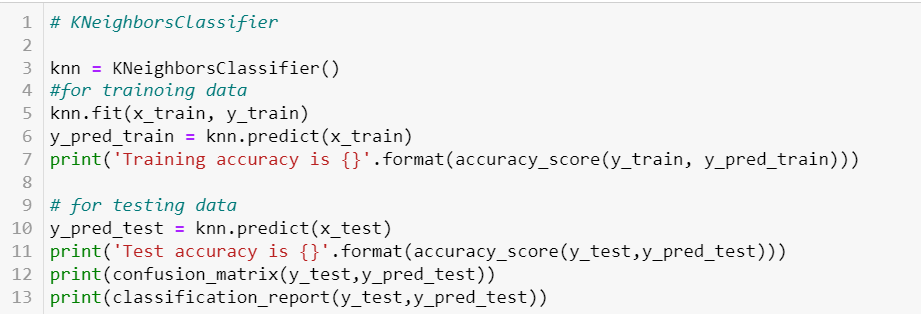 1 # KNeighborsClassifier
2
3 knn = KNeighborsClassifier()
4 #for trainoing data
5 knn.fit(x_train, y_train)
6 y_pred_train = knn.predict(x_train)
7 print('Training accuracy is {}'.format(accuracy_score(y_train, y_pred_train)))
8
9 # for testing data
10 y_pred_test = knn.predict(x_test)
11 print('Test accuracy is {}'.format(accuracy_score(y_test,y_pred_test)))
12 print(confusion_matrix(y_test,y_pred_test))
13 print(classification_report(y_test,y_pred_test))